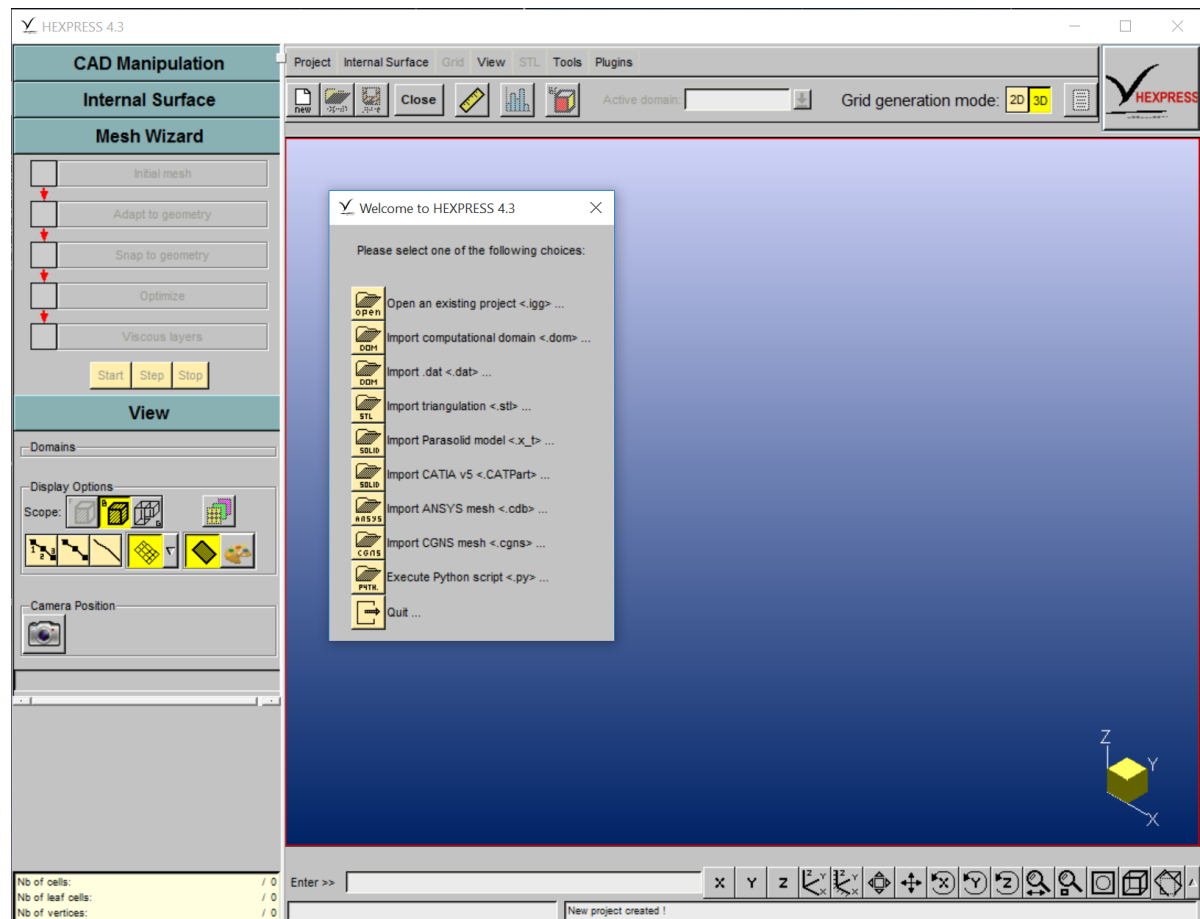 HEXPRESS 4.3
CAD Manipulation
Internal Surface
Mesh Wizard
Initial mesh
Adapt to geometry
Snap to geometry
Optimize
Viscous layers
Start Step Stop
View
Domains
Display Options
Scope:
Camera Position
Nb of cells: / 0
Nb of leaf cells: / 0
Nb of vertices: / 0
Project Internal Surface Grid View STL Tools Plugins
new Close Active domain: Grid generation mode: 2D 3D
HEXPRESS
Welcome to HEXPRESS 4.3
Please select one of the following choices:
open Open an existing project <.igg> ...
DOM Import computational domain <.dom> ...
DOM Import .dat <.dat> ...
STL Import triangulation <.stl> ...
SOLID Import Parasolid model <.x_t> ...
SOLID Import CATIA v5 <.CATPart> ...
ANSYS Import ANSYS mesh <.cdb> ...
CGNS Import CGNS mesh <.cgns> ...
PYTH. Execute Python script <.py> ...
Quit ...
Z
Y
X
Enter >> X Y Z
New project created !